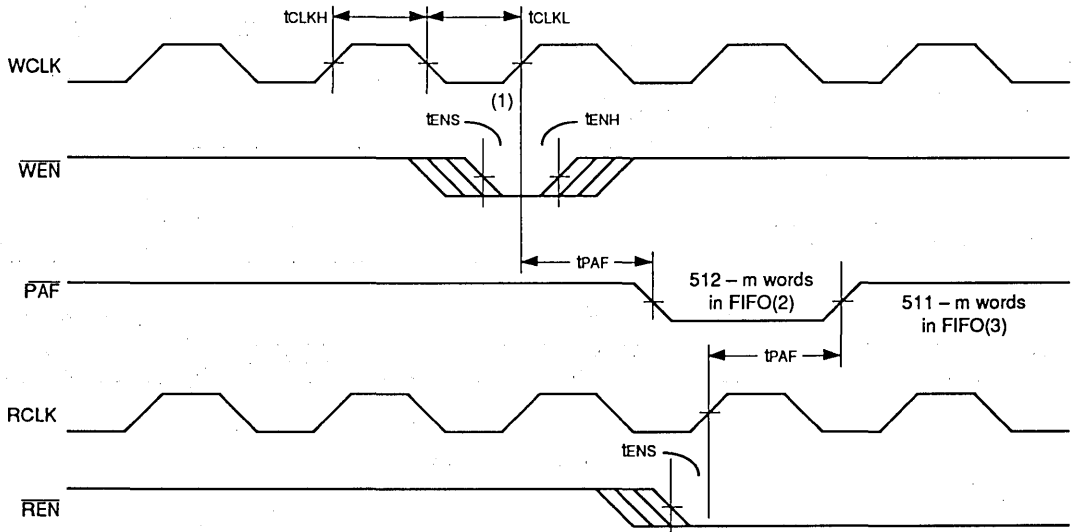 tCLKH
tCLKL
WCLK
(1)
tENS
tENH
WEN
tPAF
PAF
512 – m words
in FIFO(2)
511 – m words
in FIFO(3)
tPAF
RCLK
tENS
REN